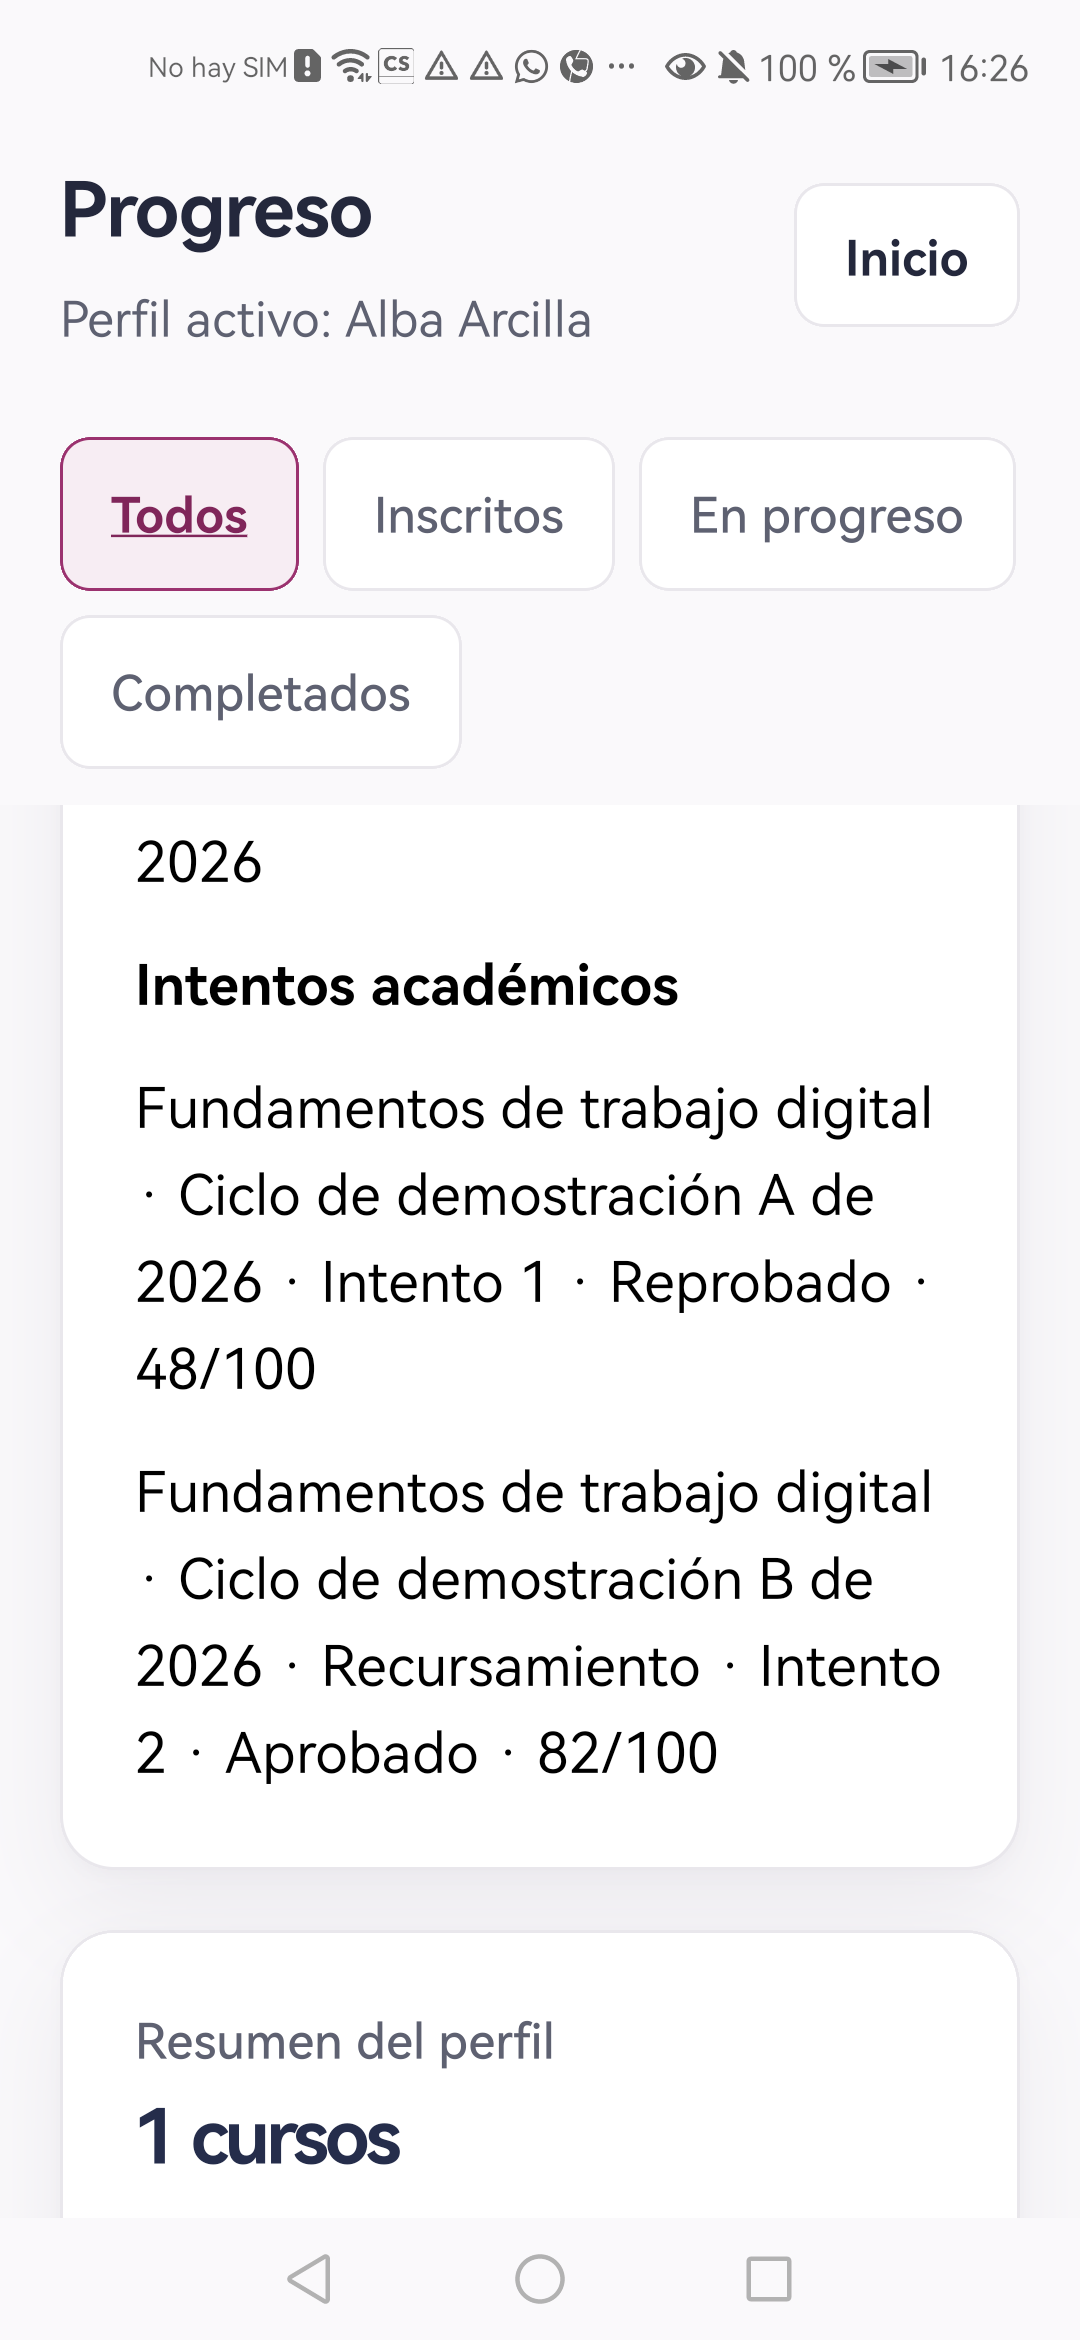 No hay SIM CS ··· 100 % 16:26
Progreso
Inicio
Perfil activo: Alba Arcilla
Todos Inscritos En progreso
Completados
2026
Intentos académicos
Fundamentos de trabajo digital
· Ciclo de demostración A de
2026 · Intento 1 · Reprobado ·
48/100
Fundamentos de trabajo digital
· Ciclo de demostración B de
2026 · Recursamiento · Intento
2 · Aprobado · 82/100
Resumen del perfil
1 cursos